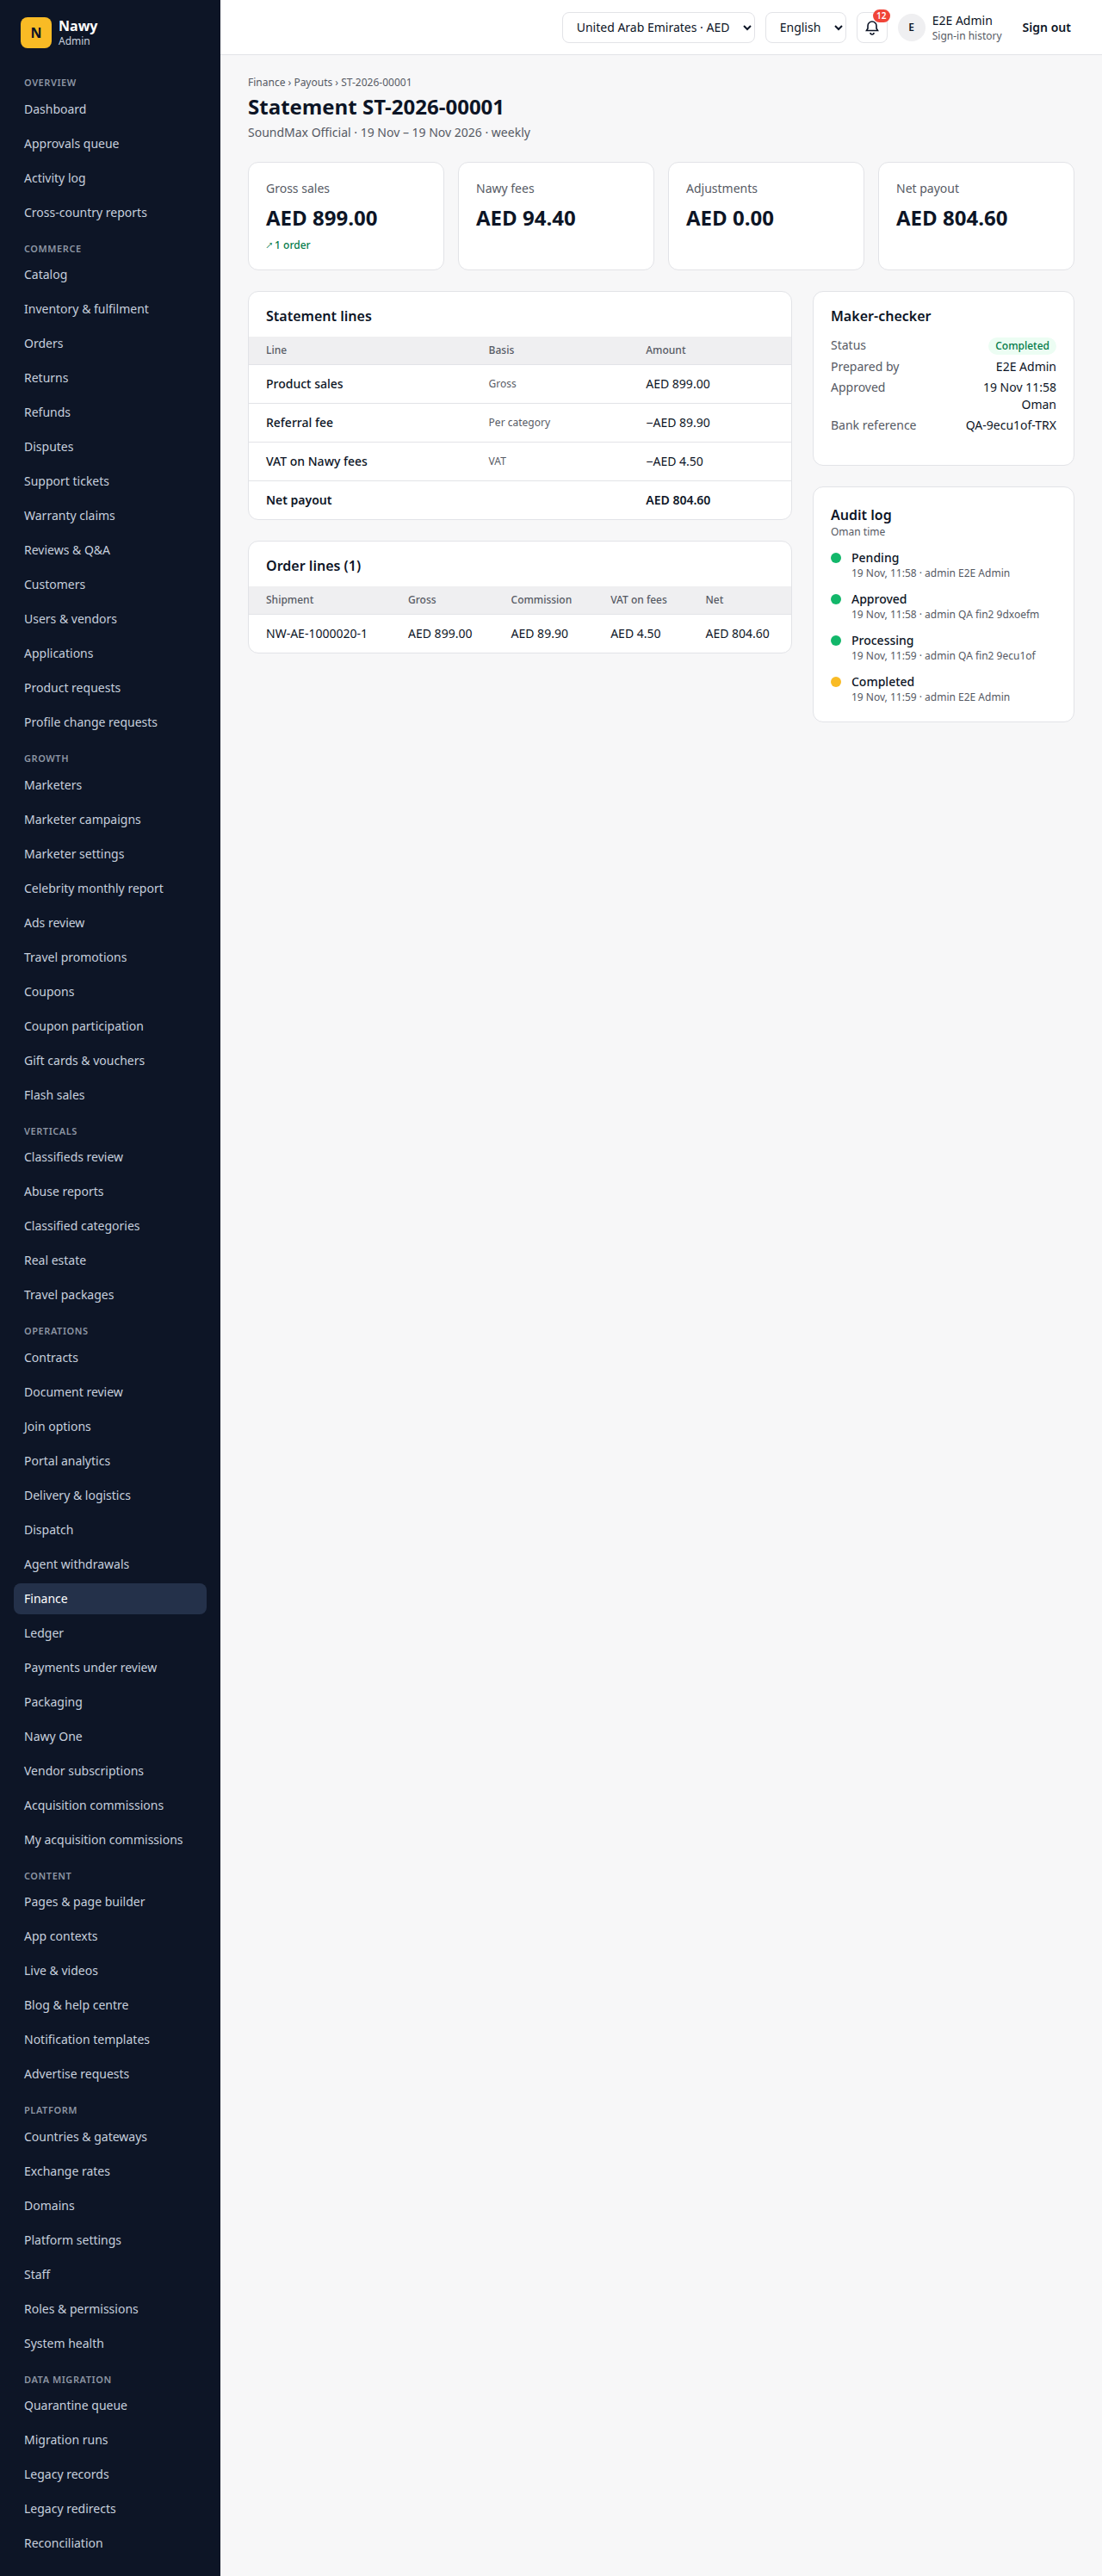 N
Nawy
Admin
OVERVIEW
Dashboard
Approvals queue
Activity log
Cross-country reports
COMMERCE
Catalog
Inventory & fulfilment
Orders
Returns
Refunds
Disputes
Support tickets
Warranty claims
Reviews & Q&A
Customers
Users & vendors
Applications
Product requests
Profile change requests
GROWTH
Marketers
Marketer campaigns
Marketer settings
Celebrity monthly report
Ads review
Travel promotions
Coupons
Coupon participation
Gift cards & vouchers
Flash sales
VERTICALS
Classifieds review
Abuse reports
Classified categories
Real estate
Travel packages
OPERATIONS
Contracts
Document review
Join options
Portal analytics
Delivery & logistics
Dispatch
Agent withdrawals
Finance
Ledger
Payments under review
Packaging
Nawy One
Vendor subscriptions
Acquisition commissions
My acquisition commissions
CONTENT
Pages & page builder
App contexts
Live & videos
Blog & help centre
Notification templates
Advertise requests
PLATFORM
Countries & gateways
Exchange rates
Domains
Platform settings
Staff
Roles & permissions
System health
DATA MIGRATION
Quarantine queue
Migration runs
Legacy records
Legacy redirects
Reconciliation
United Arab Emirates · AED
English
12
E
E2E Admin
Sign-in history
Sign out
Finance › Payouts › ST-2026-00001
Statement ST-2026-00001
SoundMax Official · 19 Nov – 19 Nov 2026 · weekly
Gross sales
AED 899.00
↗ 1 order
Nawy fees
AED 94.40
Adjustments
AED 0.00
Net payout
AED 804.60
Statement lines
Line Basis Amount
Product sales Gross AED 899.00
Referral fee Per category −AED 89.90
VAT on Nawy fees VAT −AED 4.50
Net payout AED 804.60
Order lines (1)
Shipment Gross Commission VAT on fees Net
NW-AE-1000020-1 AED 899.00 AED 89.90 AED 4.50 AED 804.60
Maker-checker
Status Completed
Prepared by E2E Admin
Approved 19 Nov 11:58
Oman
Bank reference QA-9ecu1of-TRX
Audit log
Oman time
Pending
19 Nov, 11:58 · admin E2E Admin
Approved
19 Nov, 11:58 · admin QA fin2 9dxoefm
Processing
19 Nov, 11:59 · admin QA fin2 9ecu1of
Completed
19 Nov, 11:59 · admin E2E Admin